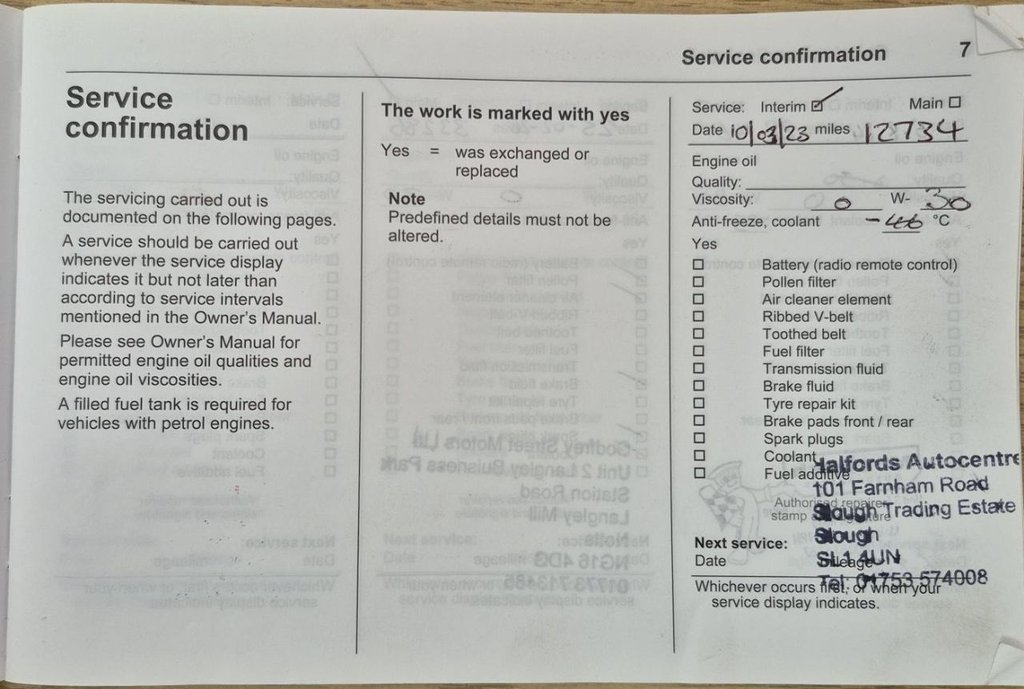 Service confirmation 7
Service
confirmation
The servicing carried out is
documented on the following pages.
A service should be carried out
whenever the service display
indicates it but not later than
according to service intervals
mentioned in the Owner's Manual.
Please see Owner's Manual for
permitted engine oil qualities and
engine oil viscosities.
A filled fuel tank is required for
vehicles with petrol engines.
The work is marked with yes
Yes = was exchanged or
replaced
Note
Predefined details must not be
altered.
Service: Interim ☑ Main ☐
Date 10/03/23 miles 12734
Engine oil
Quality:
Viscosity: 0 W- 30
Anti-freeze, coolant -46 °C
Yes
☐ Battery (radio remote control)
☐ Pollen filter
☐ Air cleaner element
☐ Ribbed V-belt
☐ Toothed belt
☐ Fuel filter
☐ Transmission fluid
☐ Brake fluid
☐ Tyre repair kit
☐ Brake pads front / rear
☐ Spark plugs
☐ Coolant
☐ Fuel additive
Halfords Autocentre
101 Farnham Road
Authorised repairer
stamp
Slough Trading Estate
Slough
Next service:
Date Mileage
SL1 4UN
Tel: 01753 574008
Whichever occurs first, or when your
service display indicates.